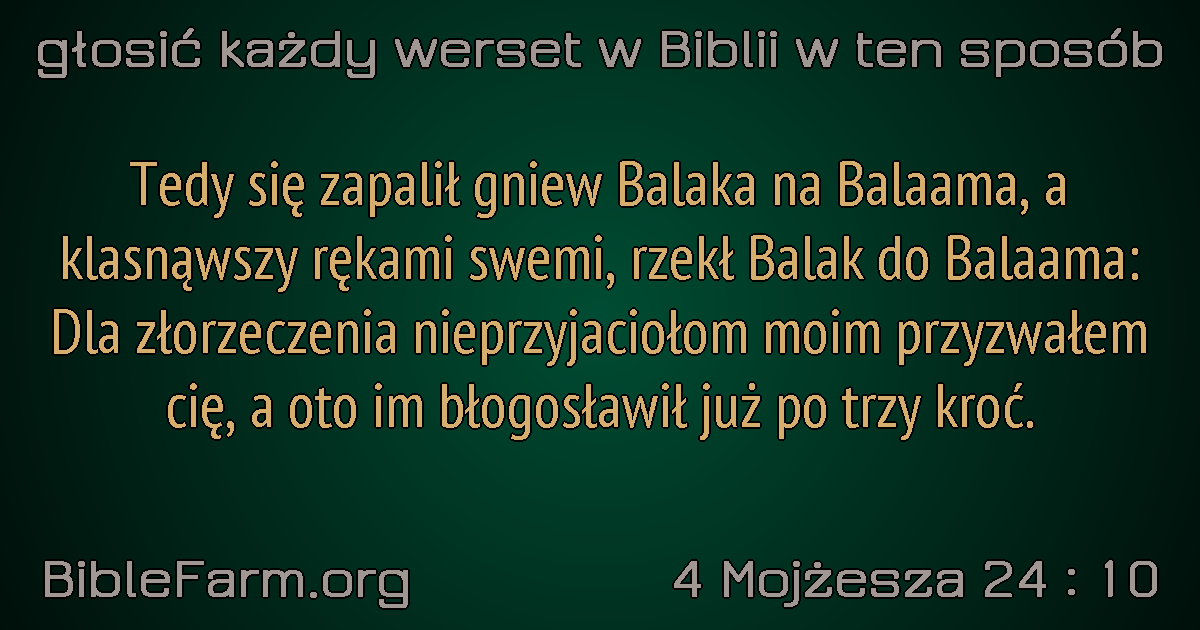 głosić każdy werset w Biblii w ten sposób
Tedy się zapalił gniew Balaka na Balaama, a
klasnąwszy rękami swemi, rzekł Balak do Balaama:
Dla złorzeczenia nieprzyjaciołom moim przyzwałem
cię, a oto im błogosławił już po trzy kroć.
BibleFarm.org
4 Mojżesza 24 : 10